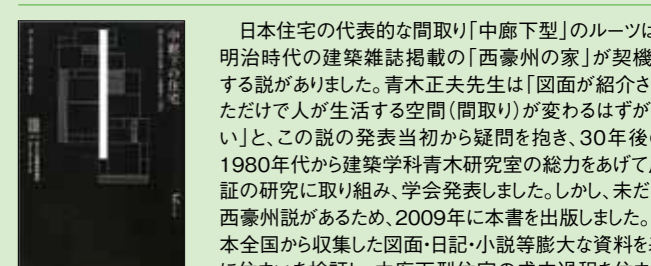 中廊下の住宅
日本住宅の代表的な間取り「中廊下型」のルーツは
明治時代の建築雑誌掲載の「西豪州の家」が契機
する説がありました。青木正夫先生は「図面が紹介さ
ただけで人が生活する空間(間取り)が変わるはずが
い」と、この説の発表当初から疑問を抱き、30年後
1980年代から建築学科青木研究室の総力をあげて
証の研究に取り組み、学会発表しました。しかし、未だ
西豪州説があるため、2009年に本書を出版しました。
本全国から収集した図面・日記・小説等膨大な資料を